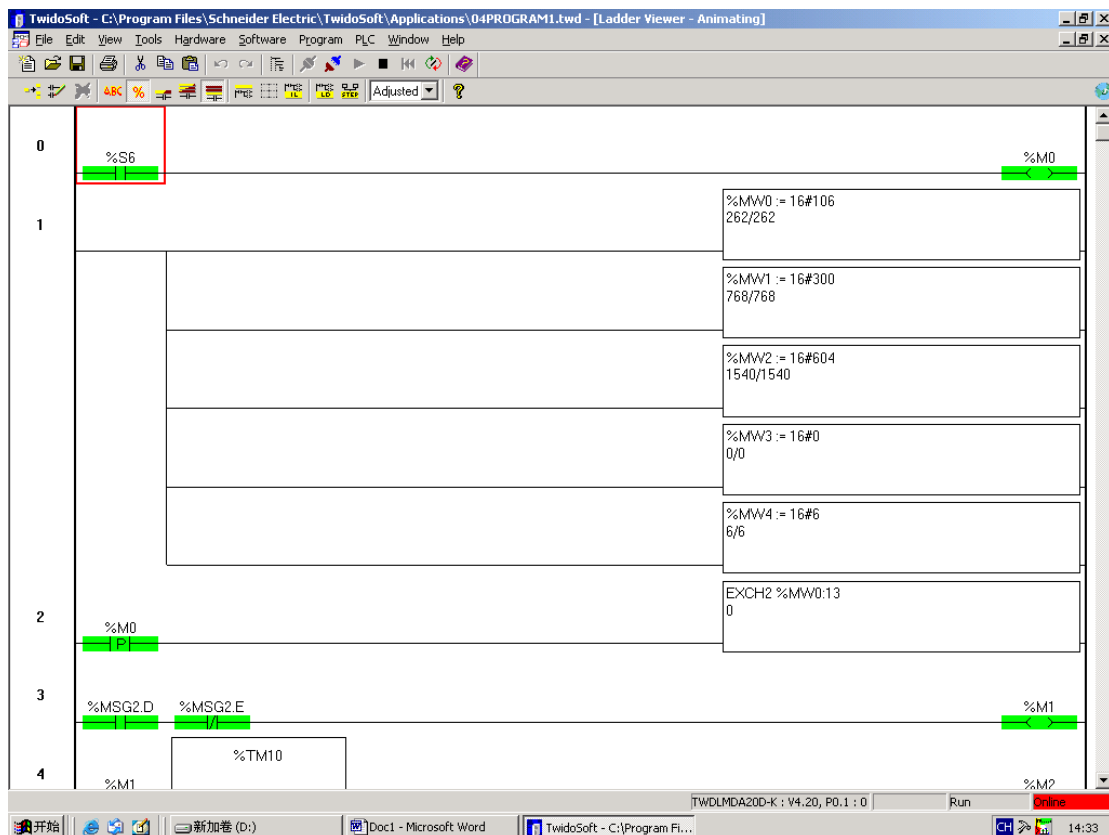 TwidoSoft - C:\Program Files\Schneider Electric\TwidoSoft\Applications\04PROGRAM1.twd - [Ladder Viewer - Animating]
File Edit View Tools Hardware Software Program PLC Window Help
ABC % Adjusted ?
0
%S6 %M0
1
%MW0 := 16#106
262/262
%MW1 := 16#300
768/768
%MW2 := 16#604
1540/1540
%MW3 := 16#0
0/0
%MW4 := 16#6
6/6
2
EXCH2 %MW0:13
0
%M0
P
3
%MSG2.D %MSG2.E %M1
%TM10
4
%M1 %M2
TWDLMDA20D-K : V4.20, P0.1 : 0 Run Online
开始 新加卷 (D:) Doc1 - Microsoft Word TwidoSoft - C:\Program Fi... CH 14:33